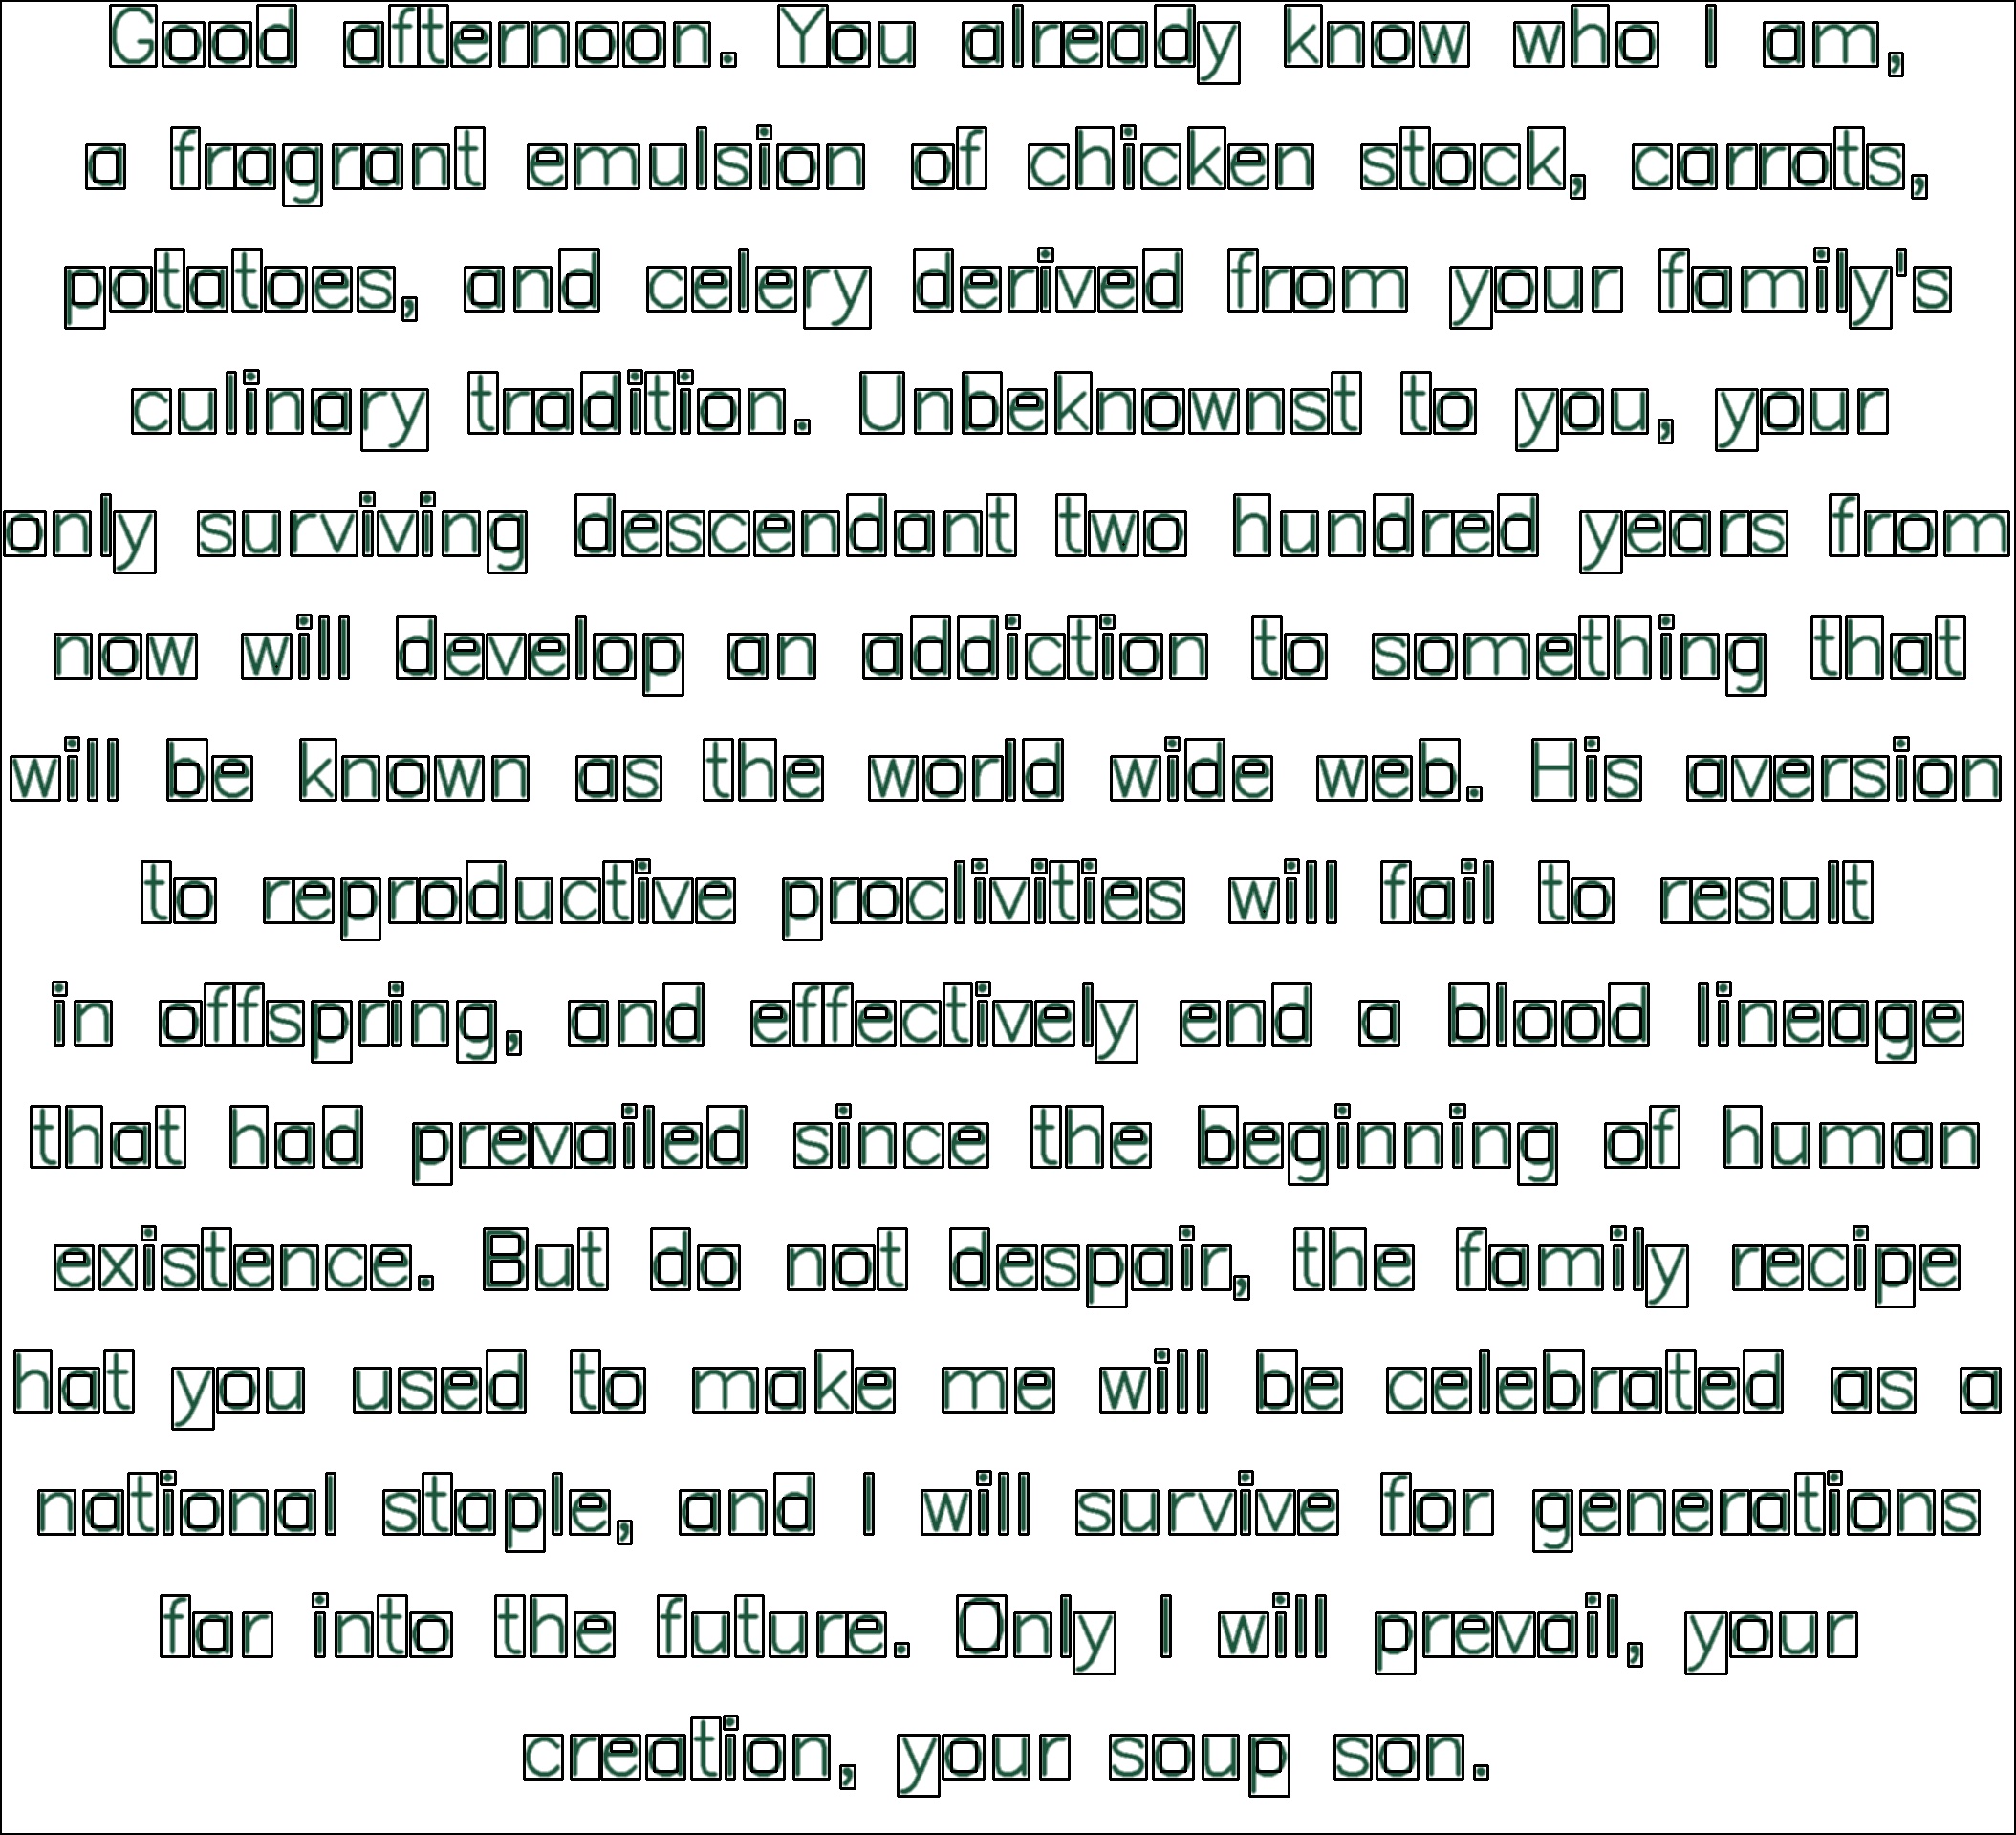 Good afternoon. You already know who I am,
a fragrant emulsion of chicken stock, carrots,
potatoes, and celery derived from your family's
culinary tradition. Unbeknownst to you, your
only surviving descendant two hundred years from
now will develop an addiction to something that
will be known as the world wide web. His aversion
to reproductive proclivities will fail to result
in offspring, and effectively end a blood lineage
that had prevailed since the beginning of human
existence. But do not despair, the family recipe
hat you used to make me will be celebrated as a
national staple, and I will survive for generations
far into the future. Only I will prevail, your
creation, your soup son.